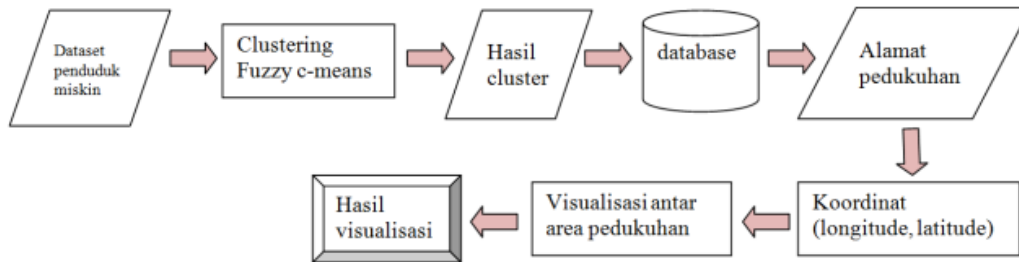 Dataset
penduduk
miskin
Clustering
Fuzzy c-means
Hasil
cluster
database
Alamat
pedukuhan
Koordinat
(longitude, latitude)
Visualisasi antar
area pedukuhan
Hasil
visualisasi